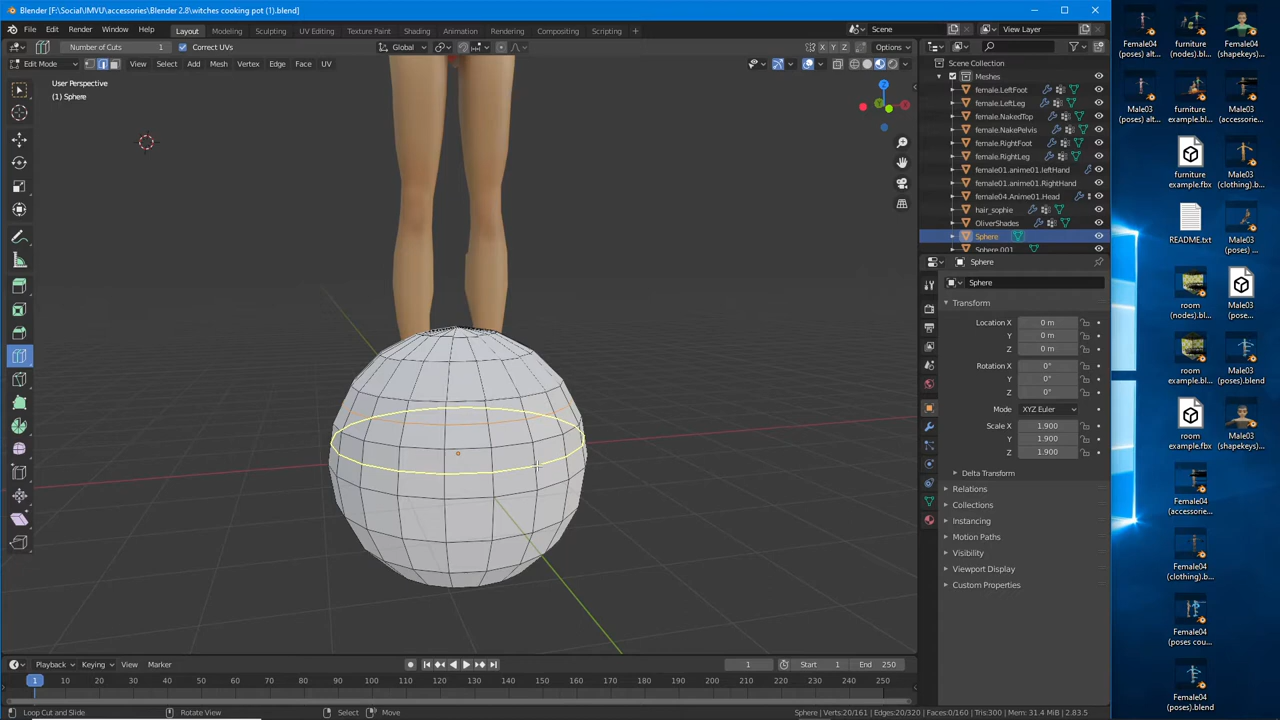 Blender [F:\Social\IMVU\accessories\Blender 2.8\witches cooking pot (1).blend]
File Edit Render Window Help Layout Modeling Sculpting UV Editing Texture Paint Shading Animation Rendering Compositing Scripting Scene View Layer
Number of Cuts 1 Correct UVs Global X Y Z Options
Edit Mode View Select Add Mesh Vertex Edge Face UV
User Perspective
(1) Sphere
Scene Collection
Meshes
female.LeftFoot
female.LeftLeg
female.NakedTop
female.NakePelvis
female.RightFoot
female.RightLeg
female01.anime01.leftHand
female01.anime01.RightHand
female04.Anime01.Head
hair_sophie
OliverShades
Sphere
Sphere.001
Sphere
Sphere
Transform
Location X 0 m
Y 0 m
Z 0 m
Rotation X 0°
Y 0°
Z 0°
Mode XYZ Euler
Scale X 1.900
Y 1.900
Z 1.900
Delta Transform
Relations
Collections
Instancing
Motion Paths
Visibility
Viewport Display
Custom Properties
Playback Keying View Marker 1 Start 1 End 250
1 10 20 30 40 50 60 70 80 90 100 110 120 130 140 150 160 170 180 190 200 210 220 230 240 250
Loop Cut and Slide Rotate View Select Move Sphere | Verts:20/161 | Edges:20/320 | Faces:0/160 | Tris:300 | Mem: 31.4 MiB | 2.83.5
Female04
(poses) alt...
furniture
(nodes).bl...
Female04
(shapekeys)...
Male03
(poses) alt...
furniture
example.bl...
Male03
(accessorie...
furniture
example.fbx
Male03
(clothing).b...
README.txt
Male03
(poses) ...
room
(nodes).bl...
Male03
(pose...
room
example.bl...
Male03
(poses).blend
room
example.fbx
Male03
(shapekeys)...
Female04
(accessorie...
Female04
(clothing).b...
Female04
(poses cou...
Female04
(poses).blend